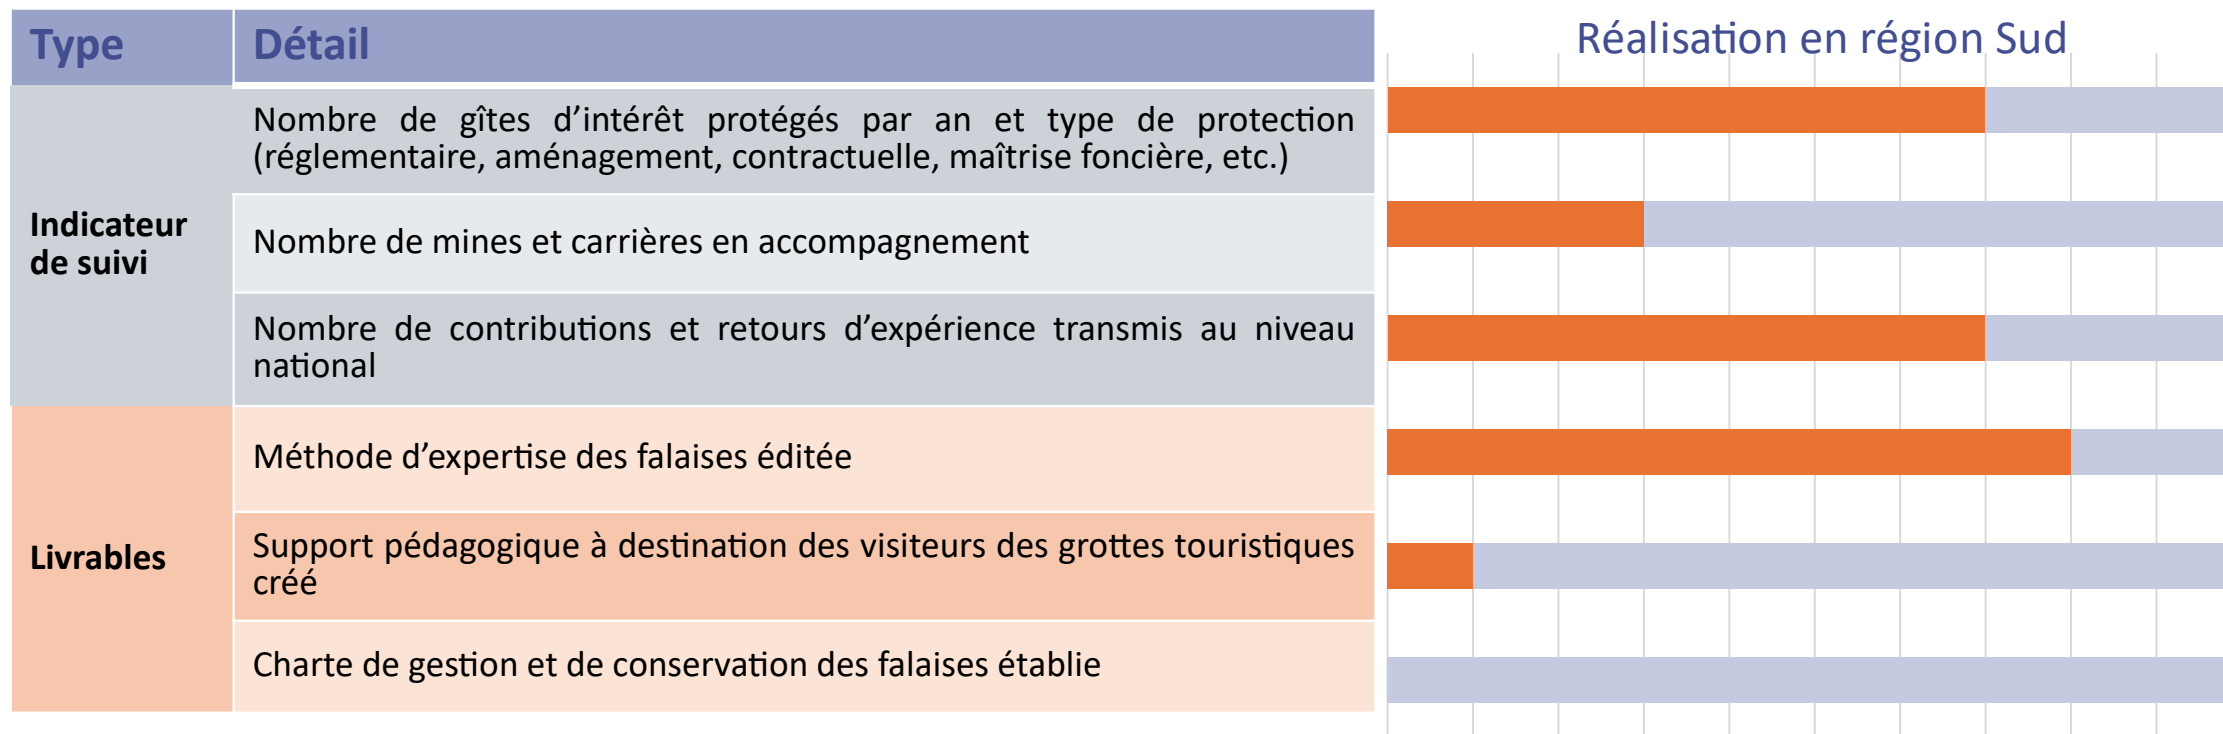 Type
Détail
Réalisation en région Sud
Indicateur
de suivi
Nombre de gîtes d’intérêt protégés par an et type de protection
(réglementaire, aménagement, contractuelle, maîtrise foncière, etc.)
Nombre de mines et carrières en accompagnement
Nombre de contributions et retours d’expérience transmis au niveau
national
Livrables
Méthode d’expertise des falaises éditée
Support pédagogique à destination des visiteurs des grottes touristiques
créé
Charte de gestion et de conservation des falaises établie